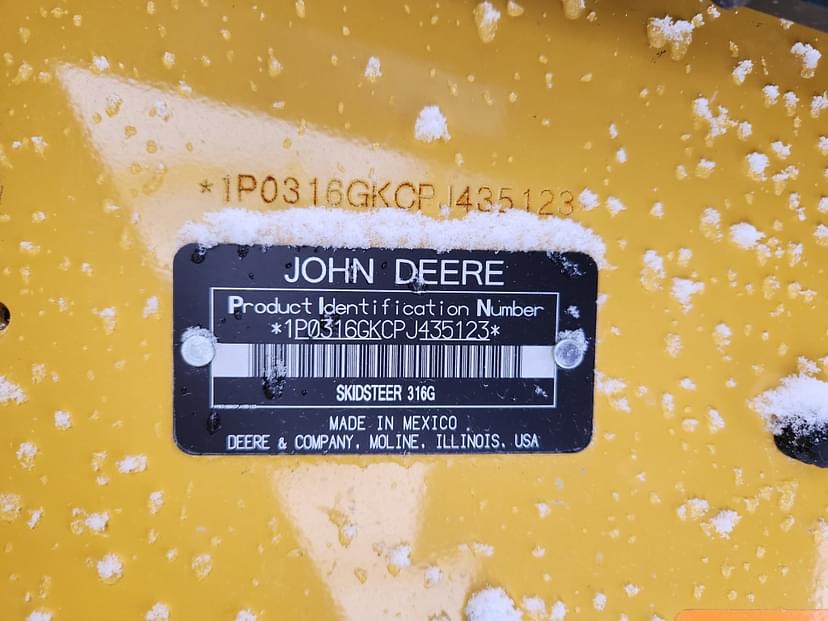 *1P0316GKCPJ435123
JOHN DEERE
Product Identification Number
*1P0316GKCPJ435123*
SKIDSTEER 316G
MADE IN MEXICO
DEERE & COMPANY, MOLINE, ILLINOIS, USA